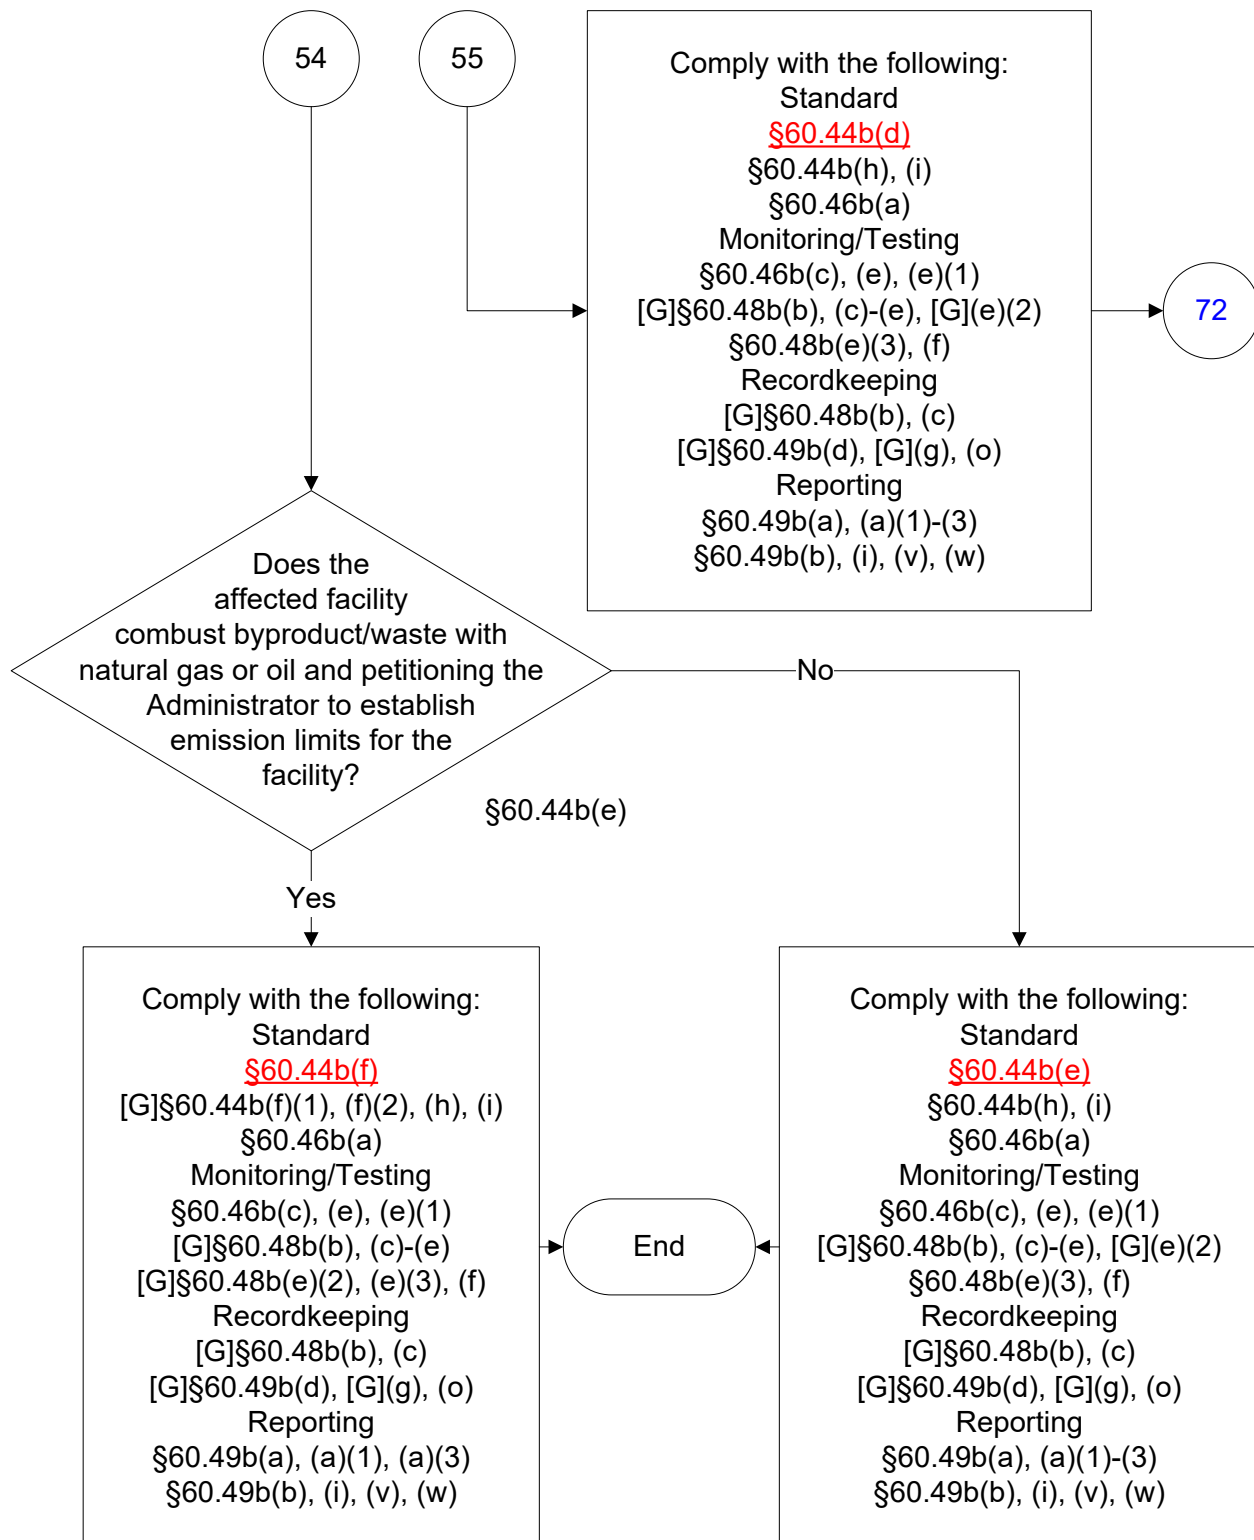 54
55
Comply with the following:
Standard
§60.44b(d)
§60.44b(h), (i)
§60.46b(a)
Monitoring/Testing
§60.46b(c), (e), (e)(1)
[G]§60.48b(b), (c)-(e), [G](e)(2)
§60.48b(e)(3), (f)
Recordkeeping
[G]§60.48b(b), (c)
[G]§60.49b(d), [G](g), (o)
Reporting
§60.49b(a), (a)(1)-(3)
§60.49b(b), (i), (v), (w)
72
Does the
affected facility
combust byproduct/waste with
natural gas or oil and petitioning the
Administrator to establish
emission limits for the
facility?
No
§60.44b(e)
Yes
Comply with the following:
Standard
§60.44b(f)
[G]§60.44b(f)(1), (f)(2), (h), (i)
§60.46b(a)
Monitoring/Testing
§60.46b(c), (e), (e)(1)
[G]§60.48b(b), (c)-(e)
[G]§60.48b(e)(2), (e)(3), (f)
Recordkeeping
[G]§60.48b(b), (c)
[G]§60.49b(d), [G](g), (o)
Reporting
§60.49b(a), (a)(1), (a)(3)
§60.49b(b), (i), (v), (w)
End
Comply with the following:
Standard
§60.44b(e)
§60.44b(h), (i)
§60.46b(a)
Monitoring/Testing
§60.46b(c), (e), (e)(1)
[G]§60.48b(b), (c)-(e), [G](e)(2)
§60.48b(e)(3), (f)
Recordkeeping
[G]§60.48b(b), (c)
[G]§60.49b(d), [G](g), (o)
Reporting
§60.49b(a), (a)(1)-(3)
§60.49b(b), (i), (v), (w)